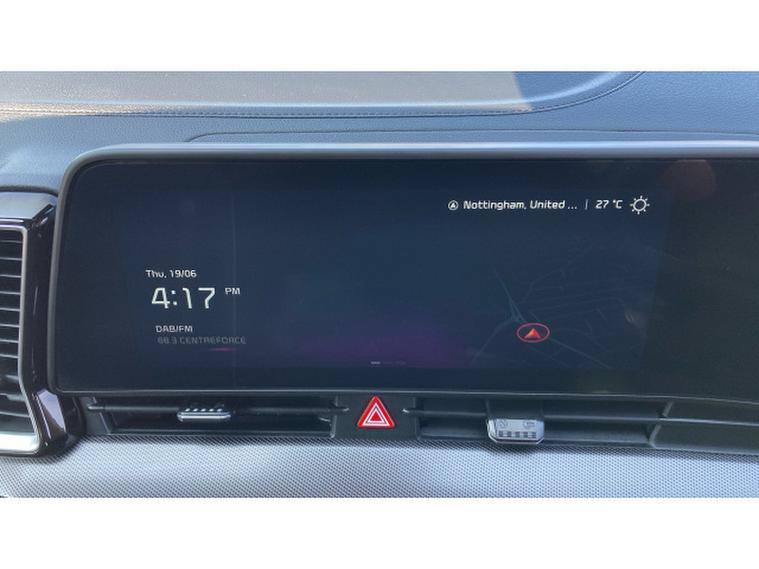 Nottingham, United ... | 27 °C
Thu, 19/06
4:17 PM
DAB/FM
88.3 CENTREFORCE